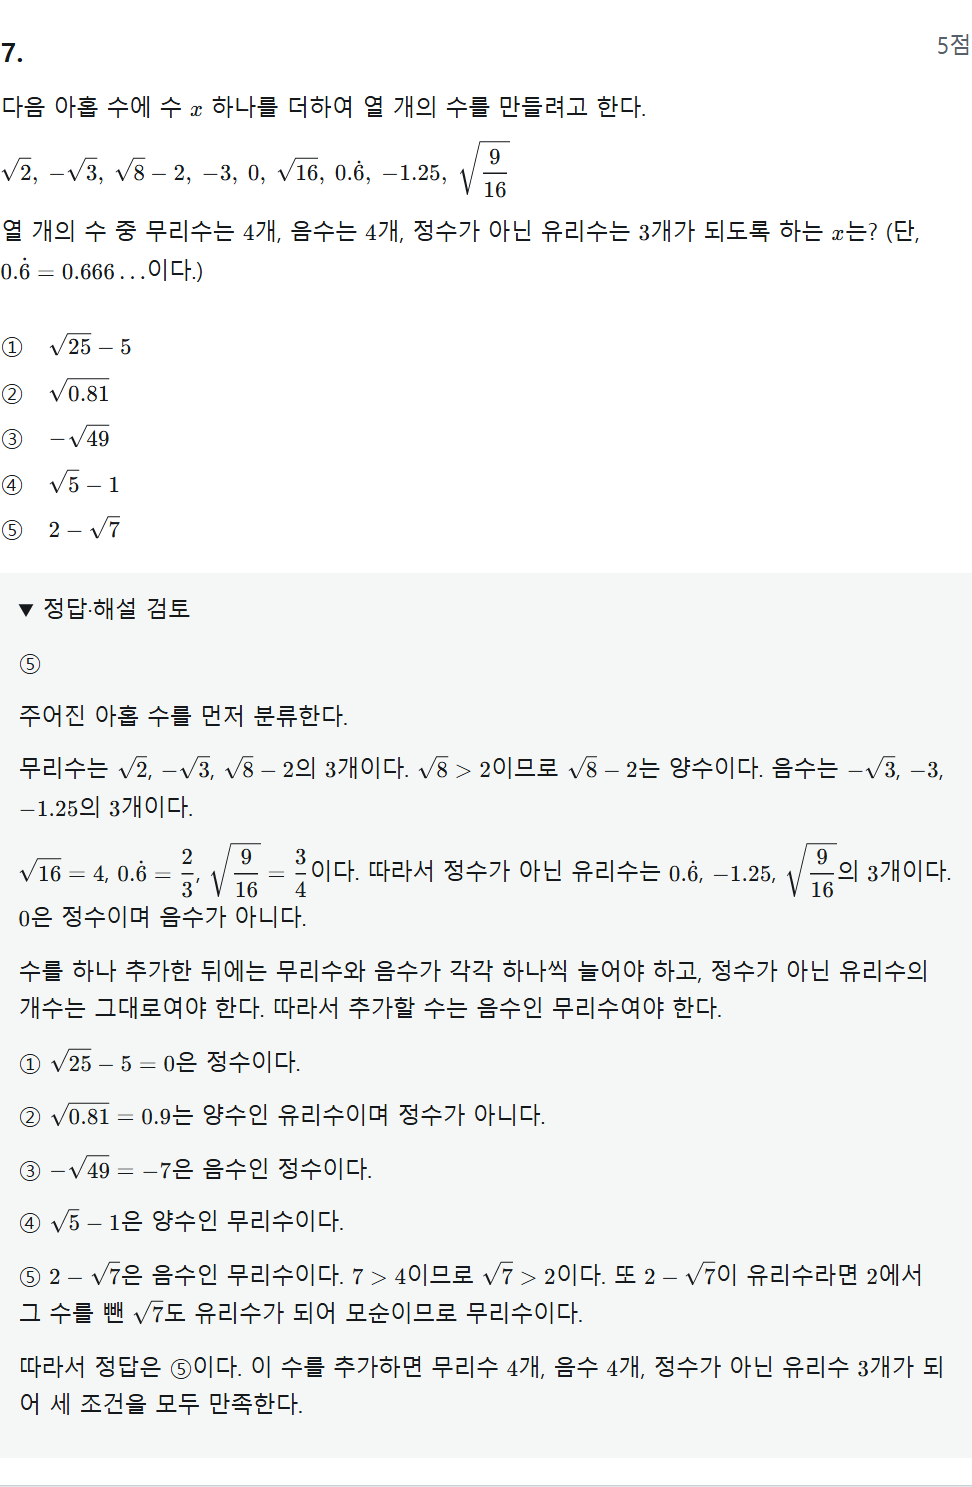 7.
5점
다음 아홉 수에 수 x 하나를 더하여 열 개의 수를 만들려고 한다.
√2, −√3, √8 − 2, −3, 0, √16, 0.6̇, −1.25, √(9/16)
열 개의 수 중 무리수는 4개, 음수는 4개, 정수가 아닌 유리수는 3개가 되도록 하는 x는? (단,
0.6̇ = 0.666…이다.)
① √25 − 5
② √0.81
③ −√49
④ √5 − 1
⑤ 2 − √7
▼ 정답·해설 검토
⑤
주어진 아홉 수를 먼저 분류한다.
무리수는 √2, −√3, √8 − 2의 3개이다. √8 > 2이므로 √8 − 2는 양수이다. 음수는 −√3, −3,
−1.25의 3개이다.
√16 = 4, 0.6̇ = 2/3, √(9/16) = 3/4이다. 따라서 정수가 아닌 유리수는 0.6̇, −1.25, √(9/16)의 3개이다.
0은 정수이며 음수가 아니다.
수를 하나 추가한 뒤에는 무리수와 음수가 각각 하나씩 늘어야 하고, 정수가 아닌 유리수의
개수는 그대로여야 한다. 따라서 추가할 수는 음수인 무리수여야 한다.
① √25 − 5 = 0은 정수이다.
② √0.81 = 0.9는 양수인 유리수이며 정수가 아니다.
③ −√49 = −7은 음수인 정수이다.
④ √5 − 1은 양수인 무리수이다.
⑤ 2 − √7은 음수인 무리수이다. 7 > 4이므로 √7 > 2이다. 또 2 − √7이 유리수라면 2에서
그 수를 뺀 √7도 유리수가 되어 모순이므로 무리수이다.
따라서 정답은 ⑤이다. 이 수를 추가하면 무리수 4개, 음수 4개, 정수가 아닌 유리수 3개가 되
어 세 조건을 모두 만족한다.